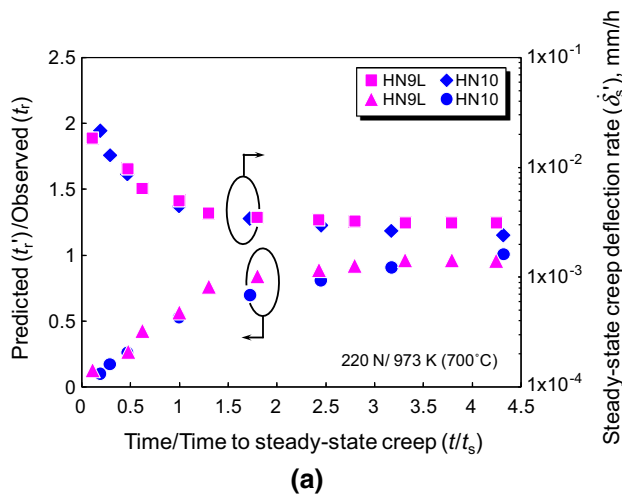 2.5
2
1.5
1
0.5
0
Predicted (tr')/Observed (tr)
HN9L HN10
HN9L HN10
220 N/ 973 K (700°C)
1x10⁻¹
1x10⁻²
1x10⁻³
1x10⁻⁴
Steady-state creep deflection rate (δ̇s'), mm/h
0 0.5 1 1.5 2 2.5 3 3.5 4 4.5
Time/Time to steady-state creep (t/ts)
(a)